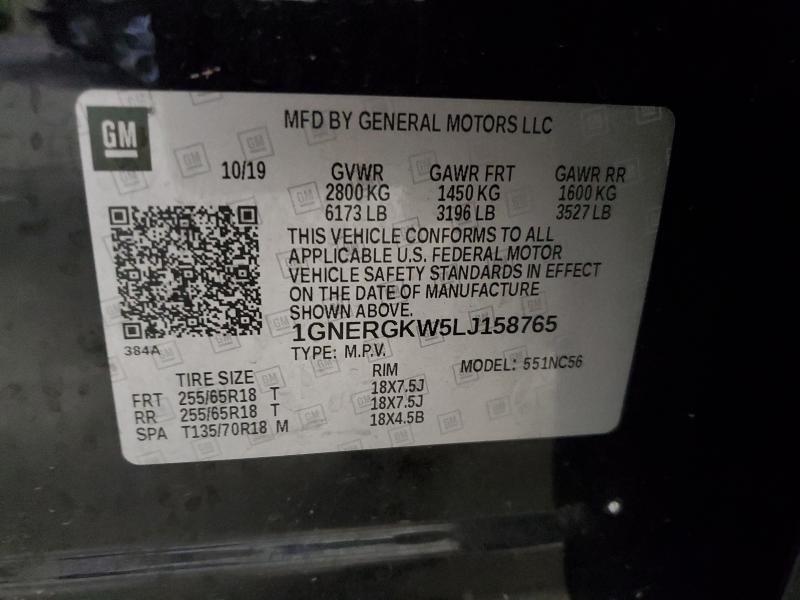 GM
MFD BY GENERAL MOTORS LLC
10/19 GVWR GAWR FRT GAWR RR
2800 KG 1450 KG 1600 KG
6173 LB 3196 LB 3527 LB
THIS VEHICLE CONFORMS TO ALL
APPLICABLE U.S. FEDERAL MOTOR
VEHICLE SAFETY STANDARDS IN EFFECT
ON THE DATE OF MANUFACTURE
SHOWN ABOVE.
1GNERGKW5LJ158765
384A
TYPE: M.P.V.
TIRE SIZE RIM MODEL: 551NC56
FRT 255/65R18 T 18X7.5J
RR 255/65R18 T 18X7.5J
SPA T135/70R18 M 18X4.5B